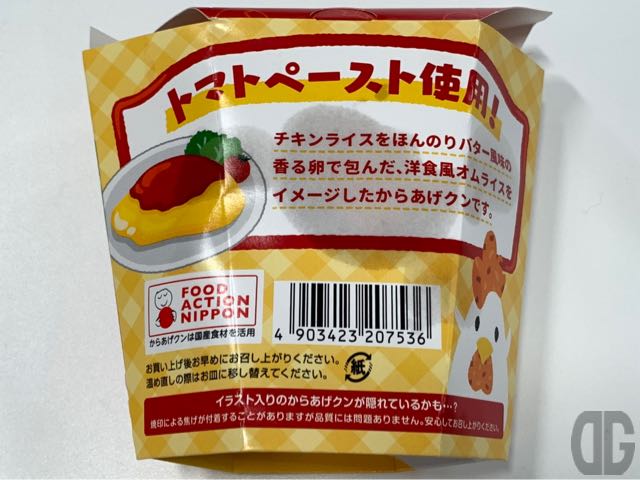 トマトペースト使用!
チキンライスをほんのりバター風味の
香る卵で包んだ、洋食風オムライスを
イメージしたからあげクンです。
FOOD
ACTION
NIPPON
からあげクンは国産食材を活用
4 903423 207536
お買い上げ後お早めにお召し上がりください。
温め直しの際はお皿に移し替えてください。
紙
イラスト入りのからあげクンが隠れているかも…?
焼印による焦げが付着することがありますが品質には問題ありません。安心してお召し上がりください。
DG